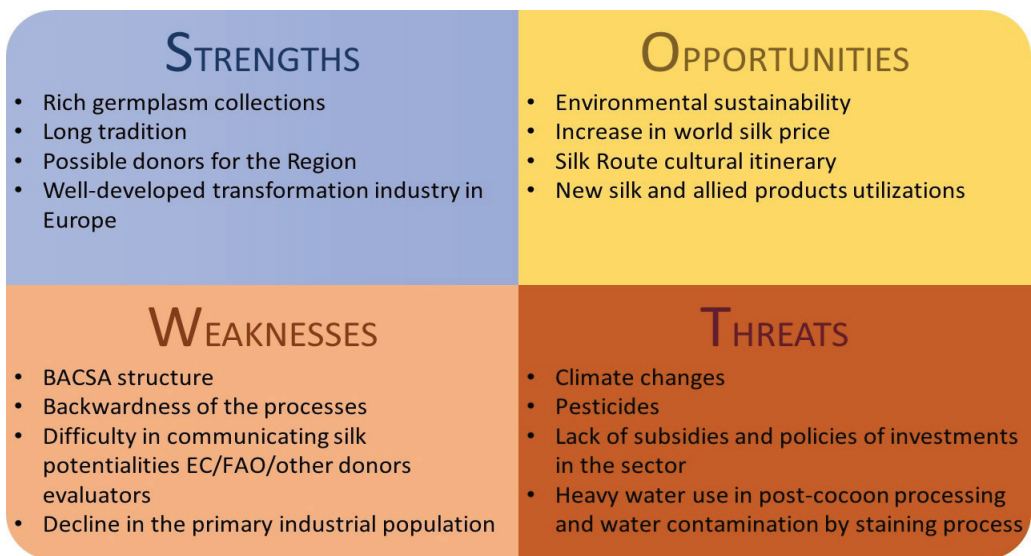 STRENGTHS
• Rich germplasm collections
• Long tradition
• Possible donors for the Region
• Well-developed transformation industry in
Europe
OPPORTUNITIES
• Environmental sustainability
• Increase in world silk price
• Silk Route cultural itinerary
• New silk and allied products utilizations
WEAKNESSES
• BACSA structure
• Backwardness of the processes
• Difficulty in communicating silk
potentialities EC/FAO/other donors
evaluators
• Decline in the primary industrial population
THREATS
• Climate changes
• Pesticides
• Lack of subsidies and policies of investments
in the sector
• Heavy water use in post-cocoon processing
and water contamination by staining process